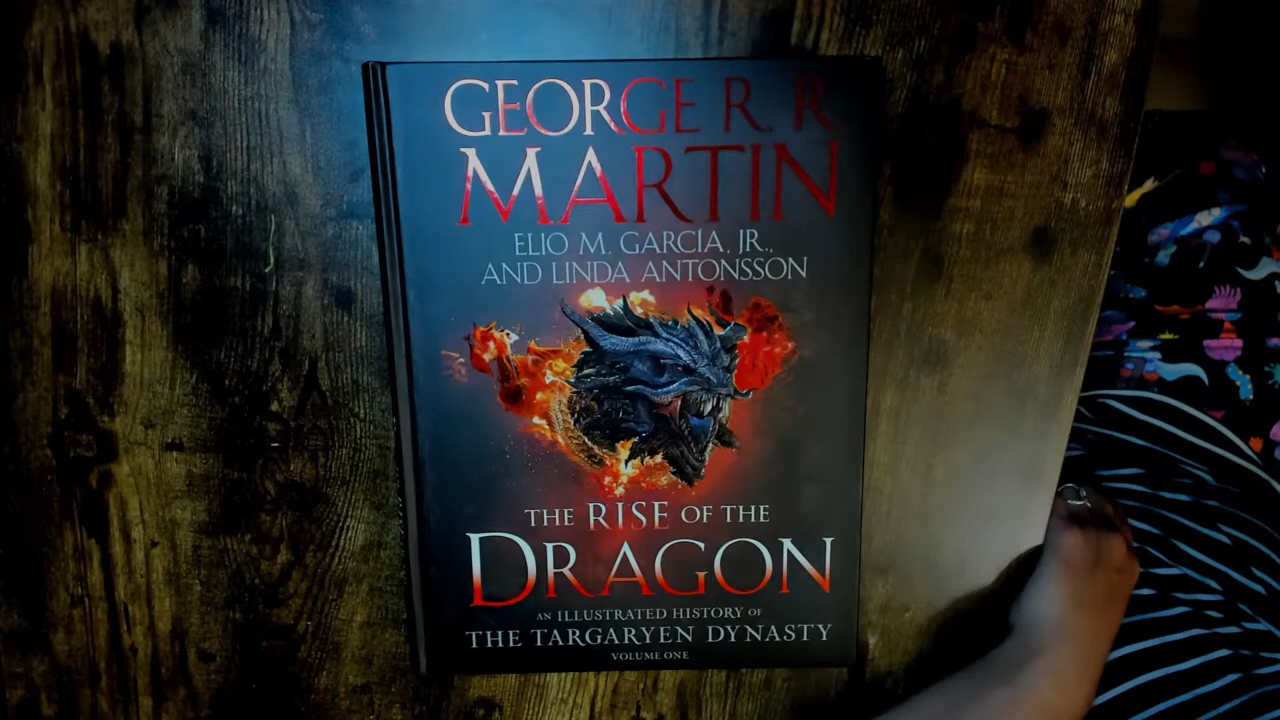 GEORGE R. R.
MARTIN
ELIO M. GARCÍA, JR.,
AND LINDA ANTONSSON
THE RISE OF THE
DRAGON
AN ILLUSTRATED HISTORY OF
THE TARGARYEN DYNASTY
VOLUME ONE